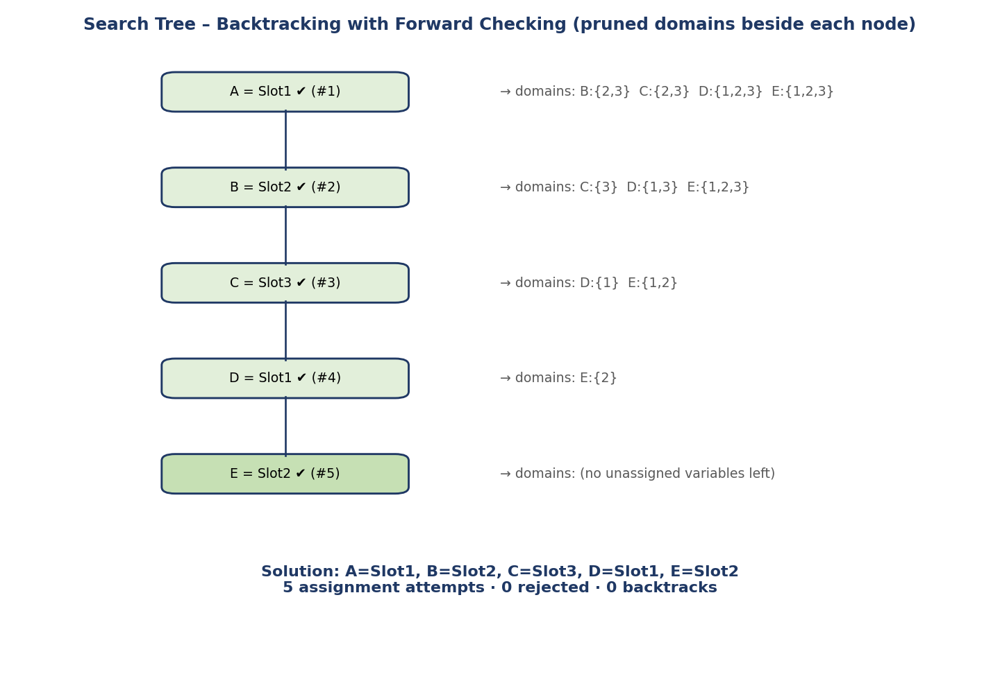 Search Tree – Backtracking with Forward Checking (pruned domains beside each node)
A = Slot1 ✔ (#1) → domains: B:{2,3}  C:{2,3}  D:{1,2,3}  E:{1,2,3}
B = Slot2 ✔ (#2) → domains: C:{3}  D:{1,3}  E:{1,2,3}
C = Slot3 ✔ (#3) → domains: D:{1}  E:{1,2}
D = Slot1 ✔ (#4) → domains: E:{2}
E = Slot2 ✔ (#5) → domains: (no unassigned variables left)
Solution: A=Slot1, B=Slot2, C=Slot3, D=Slot1, E=Slot2
5 assignment attempts · 0 rejected · 0 backtracks